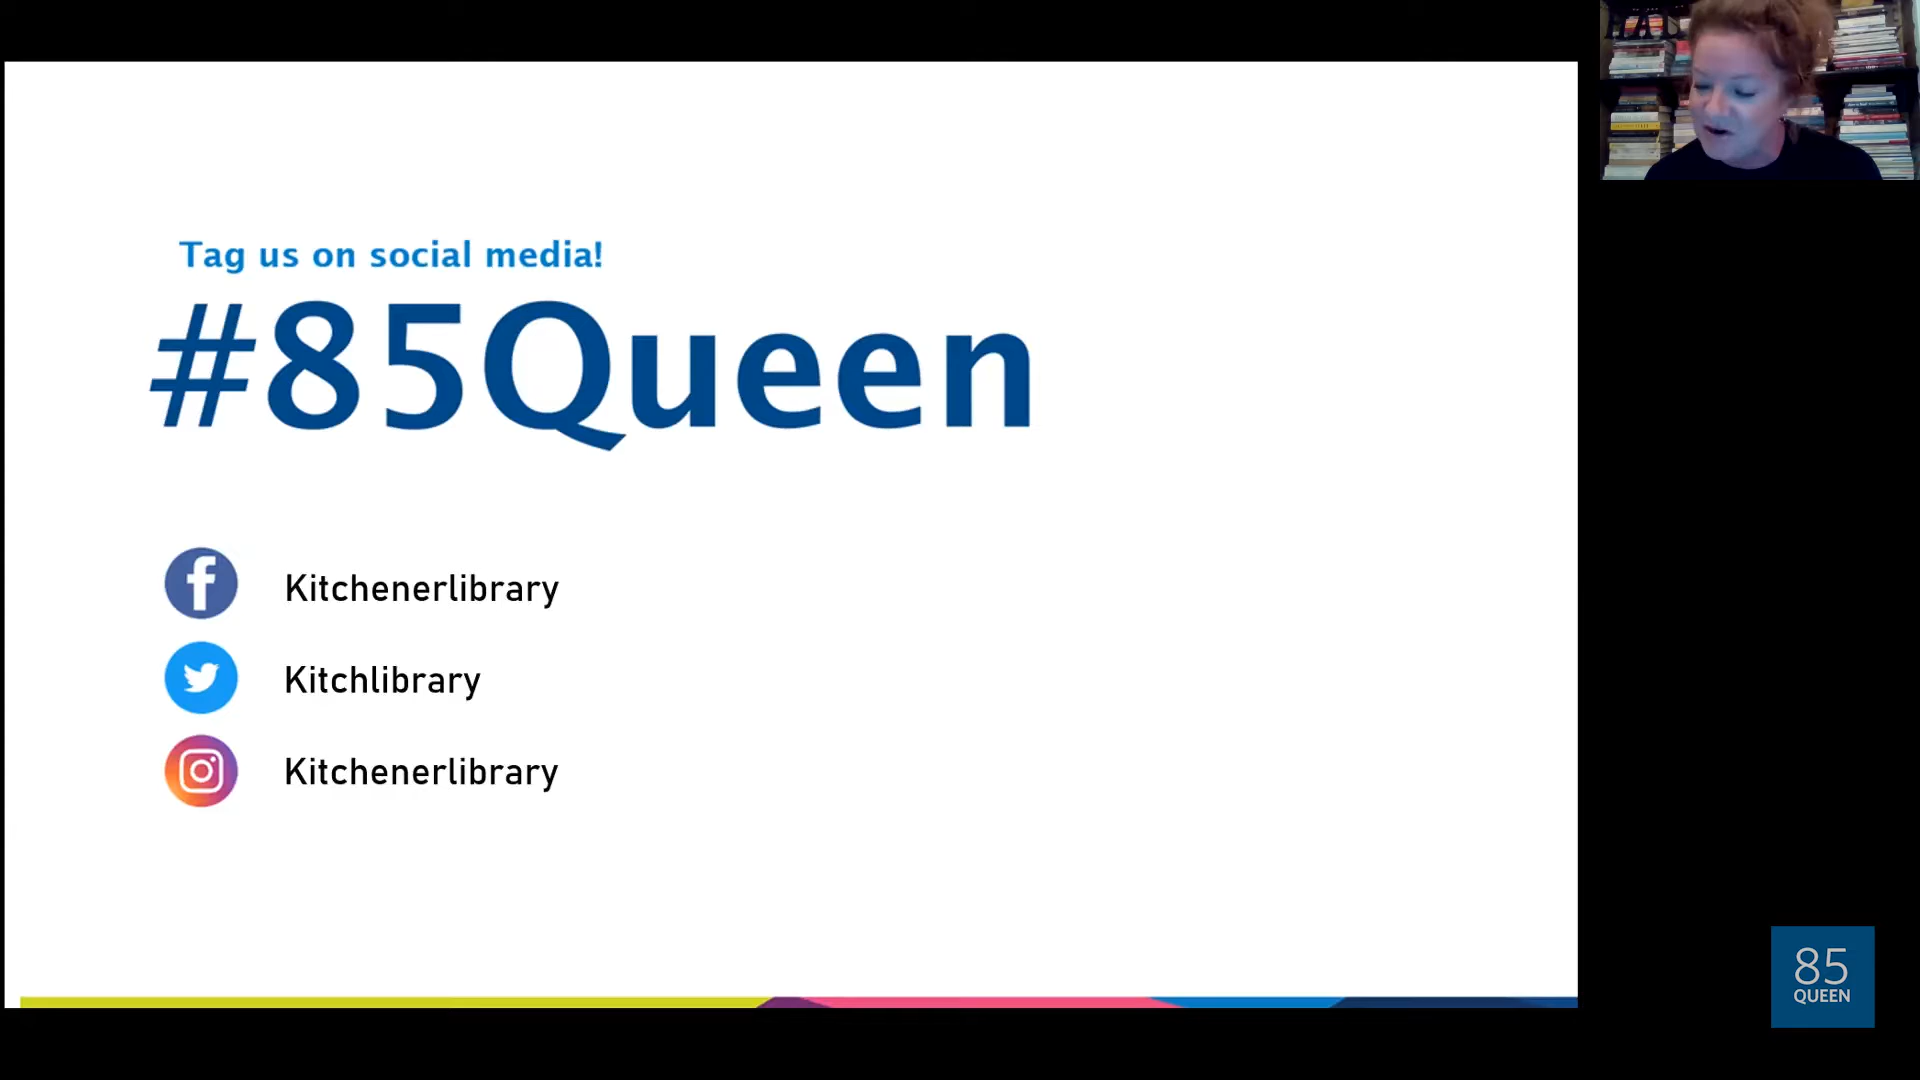 Tag us on social media!
#85Queen
Kitchenerlibrary
Kitchlibrary
Kitchenerlibrary
85
QUEEN